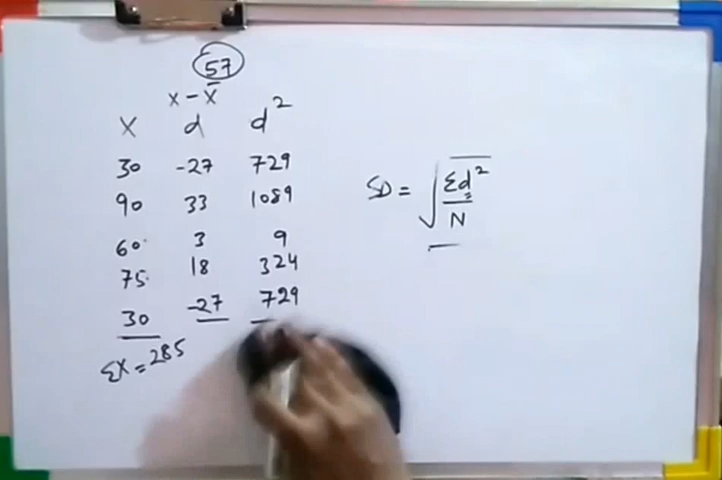 57
x - x̄
X d d²
30 -27 729
90 33 1089
60 3 9
75 18 324
30 -27 729
ΣX = 285
SD = √(Σd²/N)